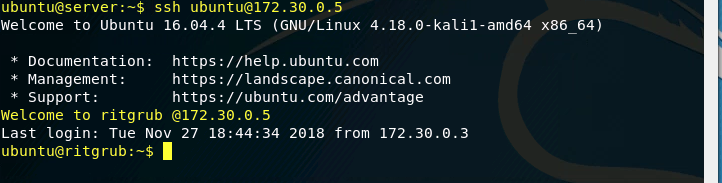 ubuntu@server:~$ ssh ubuntu@172.30.0.5
Welcome to Ubuntu 16.04.4 LTS (GNU/Linux 4.18.0-kali1-amd64 x86_64)
* Documentation:  https://help.ubuntu.com
* Management:     https://landscape.canonical.com
* Support:        https://ubuntu.com/advantage
Welcome to ritgrub @172.30.0.5
Last login: Tue Nov 27 18:44:34 2018 from 172.30.0.3
ubuntu@ritgrub:~$